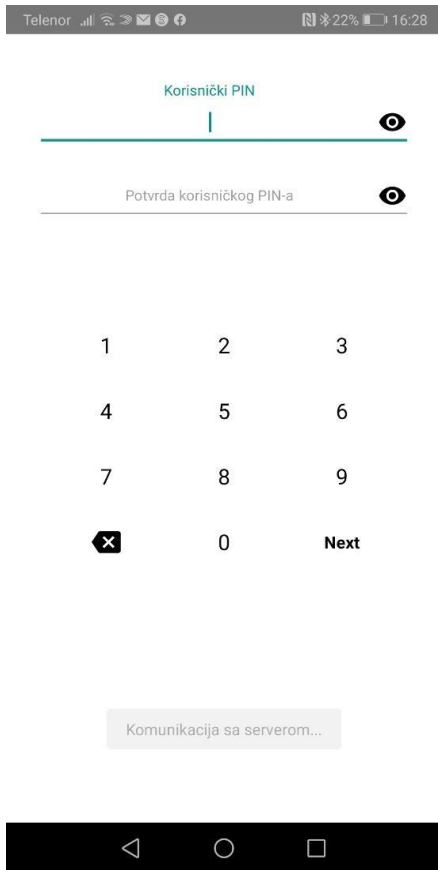 Telenor 22% 16:28
Korisnički PIN
Potvrda korisničkog PIN-a
1 2 3
4 5 6
7 8 9
0 Next
Komunikacija sa serverom...